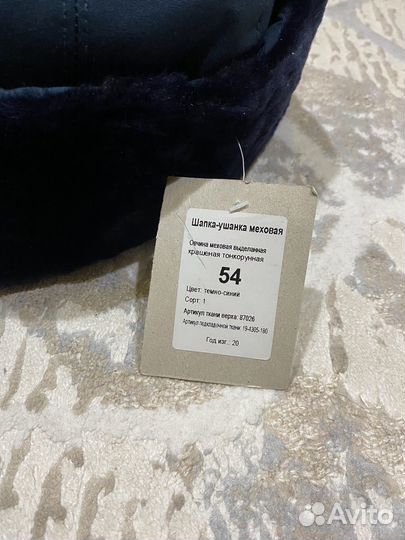 Шапка-ушанка меховая
Овчина меховая выделанная
крашеная тонкорунная
54
Цвет: темно-синий
Сорт: 1
Артикул ткани верха: 87026
Артикул подкладочной ткани: 19-4305-190
Год изг.: 20
Avito